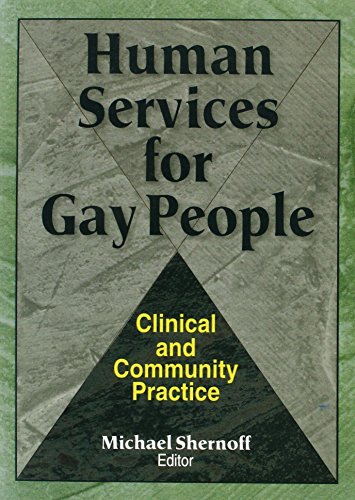 Human
Services
for
Gay People
Clinical
and
Community
Practice
Michael Shernoff
Editor